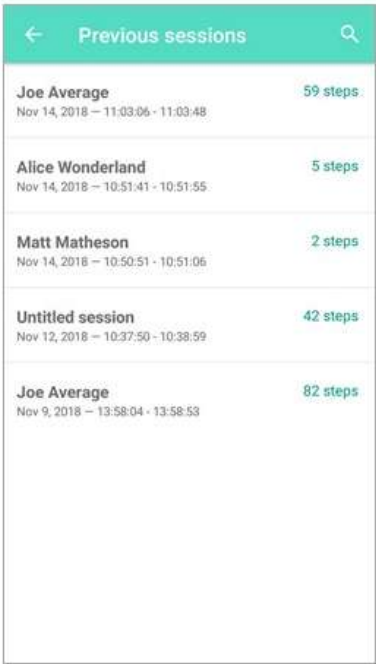 Previous sessions
Joe Average 59 steps
Nov 14, 2018 — 11:03:06 - 11:03:48
Alice Wonderland 5 steps
Nov 14, 2018 — 10:51:41 - 10:51:55
Matt Matheson 2 steps
Nov 14, 2018 — 10:50:51 - 10:51:06
Untitled session 42 steps
Nov 12, 2018 — 10:37:50 - 10:38:59
Joe Average 82 steps
Nov 9, 2018 — 13:58:04 - 13:58:53